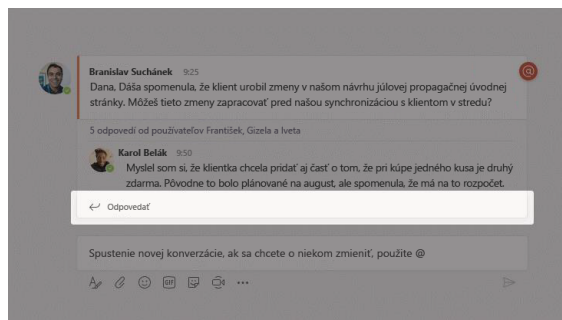 Branislav Suchánek 9:25
Dana, Dáša spomenula, že klient urobil zmeny v našom návrhu júlovej propagačnej úvodnej
stránky. Môžeš tieto zmeny zapracovať pred našou synchronizáciou s klientom v stredu?
5 odpovedí od používateľov František, Gizela a Iveta
Karol Belák 9:50
Myslel som si, že klientka chcela pridať aj časť o tom, že pri kúpe jedného kusa je druhý
zdarma. Pôvodne to bolo plánované na august, ale spomenula, že má na to rozpočet.
Odpovedať
Spustenie novej konverzácie, ak sa chcete o niekom zmieniť, použite @
GIF